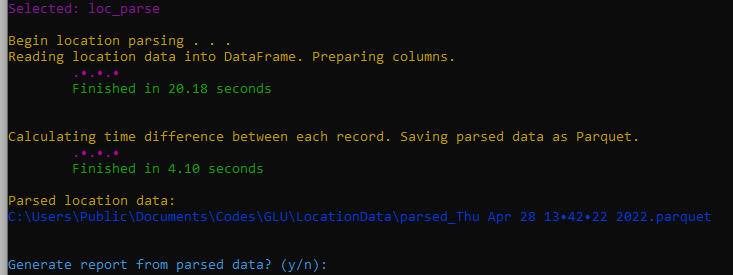 Selected: loc_parse
Begin location parsing . . .
Reading location data into DataFrame. Preparing columns.
.•.•.•
Finished in 20.18 seconds
Calculating time difference between each record. Saving parsed data as Parquet.
.•.•.•
Finished in 4.10 seconds
Parsed location data:
C:\Users\Public\Documents\Codes\GLU\LocationData\parsed_Thu Apr 28 13•42•22 2022.parquet
Generate report from parsed data? (y/n):